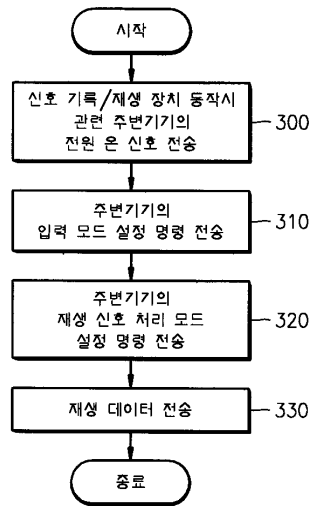 시작
신호 기록/재생 장치 동작시
관련 주변기기의
전원 온 신호 전송
300
주변기기의
입력 모드 설정 명령 전송
310
주변기기의
재생 신호 처리 모드
설정 명령 전송
320
재생 데이터 전송
330
종료